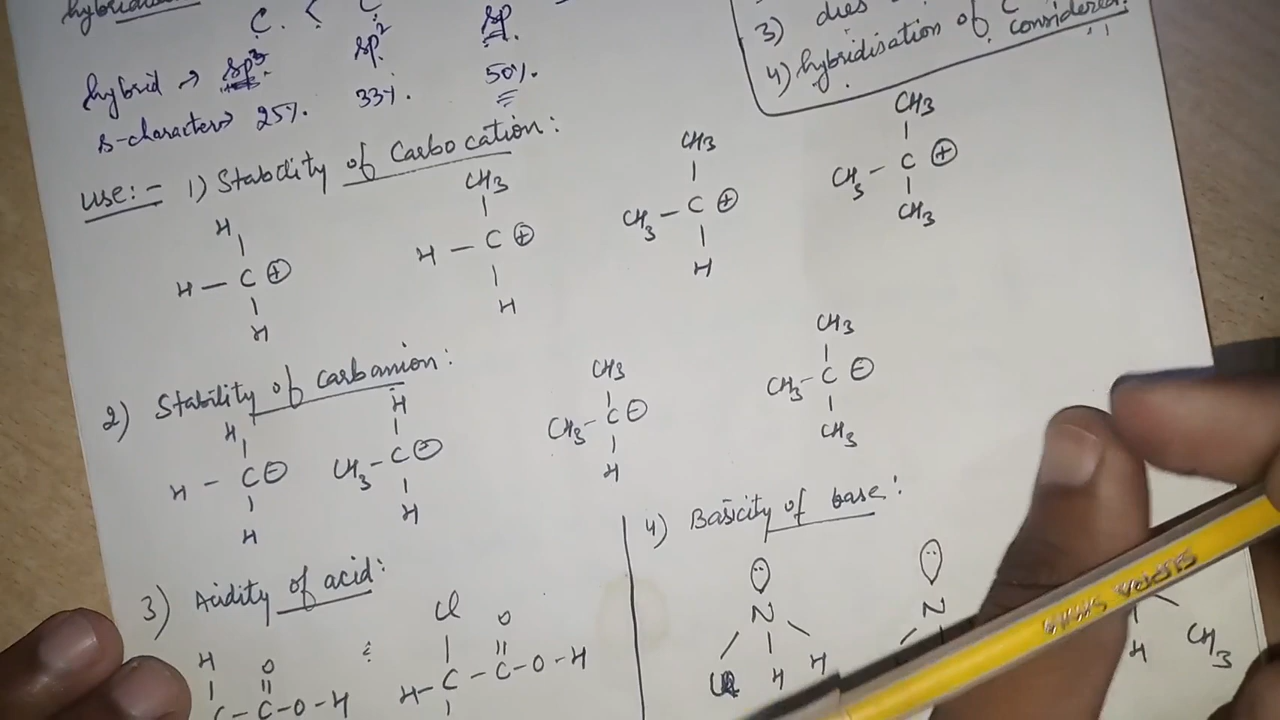 C. < C
hybrid → sp³ sp² sp.
s-character → 25%. 33%. 50%.
3) does
4) hybridisation of C considered.
use:- 1) Stability of Carbocation:
H
H - C ⊕
H
CH3
H - C ⊕
H
CH3
CH3 - C ⊕
H
CH3
CH3 - C ⊕
CH3
2) Stability of carbanion:
H
H - C ⊖
H
H
CH3 - C ⊖
H
CH3
CH3 - C ⊖
H
CH3
CH3 - C ⊖
CH3
3) Acidity of acid:
H O
C - C - O - H
Cl O
H - C - C - O - H
4) Basicity of base:
N
H H
N
H CH3